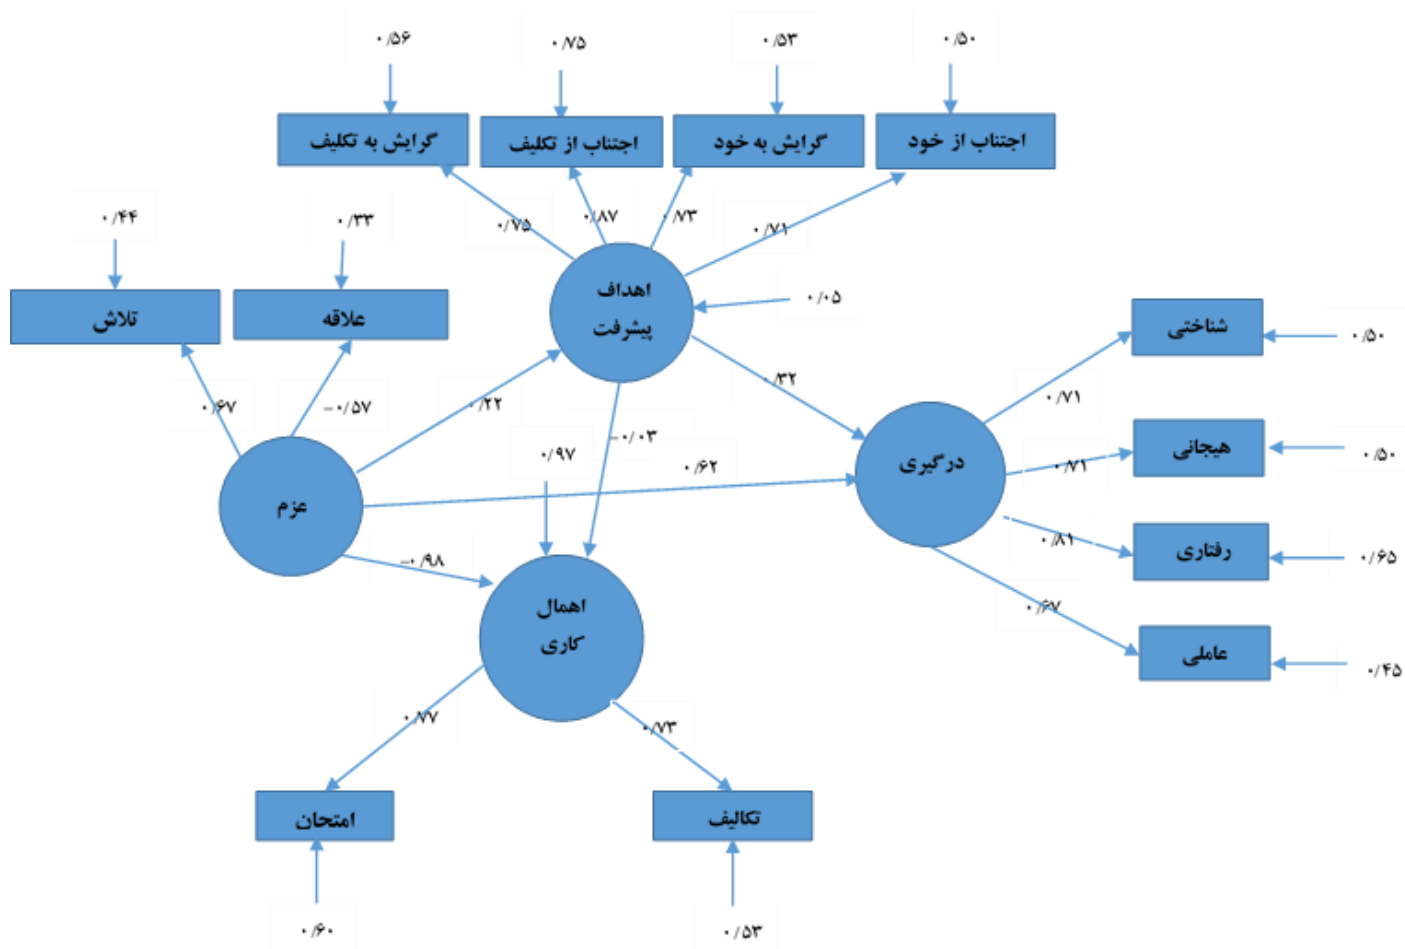 ۰/۵۶
۰/۷۵
۰/۵۳
۰/۵۰
گرایش به تکلیف
اجتناب از تکلیف
گرایش به خود
اجتناب از خود
۰/۴۴
۰/۳۳
۰/۷۵
۰/۸۷
۰/۷۳
۰/۷۱
تلاش
علاقه
اهداف
پیشرفت
۰/۰۵
شناختی
۰/۵۰
۰/۶۷
−۰/۵۷
۰/۲۲
۰/۳۲
۰/۷۱
−۰/۰۳
۰/۹۷
۰/۶۲
درگیری
۰/۷۱
هیجانی
۰/۵۰
عزم
−۰/۹۸
۰/۸۱
رفتاری
۰/۶۵
اهمال
کاری
۰/۶۷
عاملی
۰/۴۵
۰/۷۷
۰/۷۳
امتحان
تکالیف
۰/۶۰
۰/۵۳